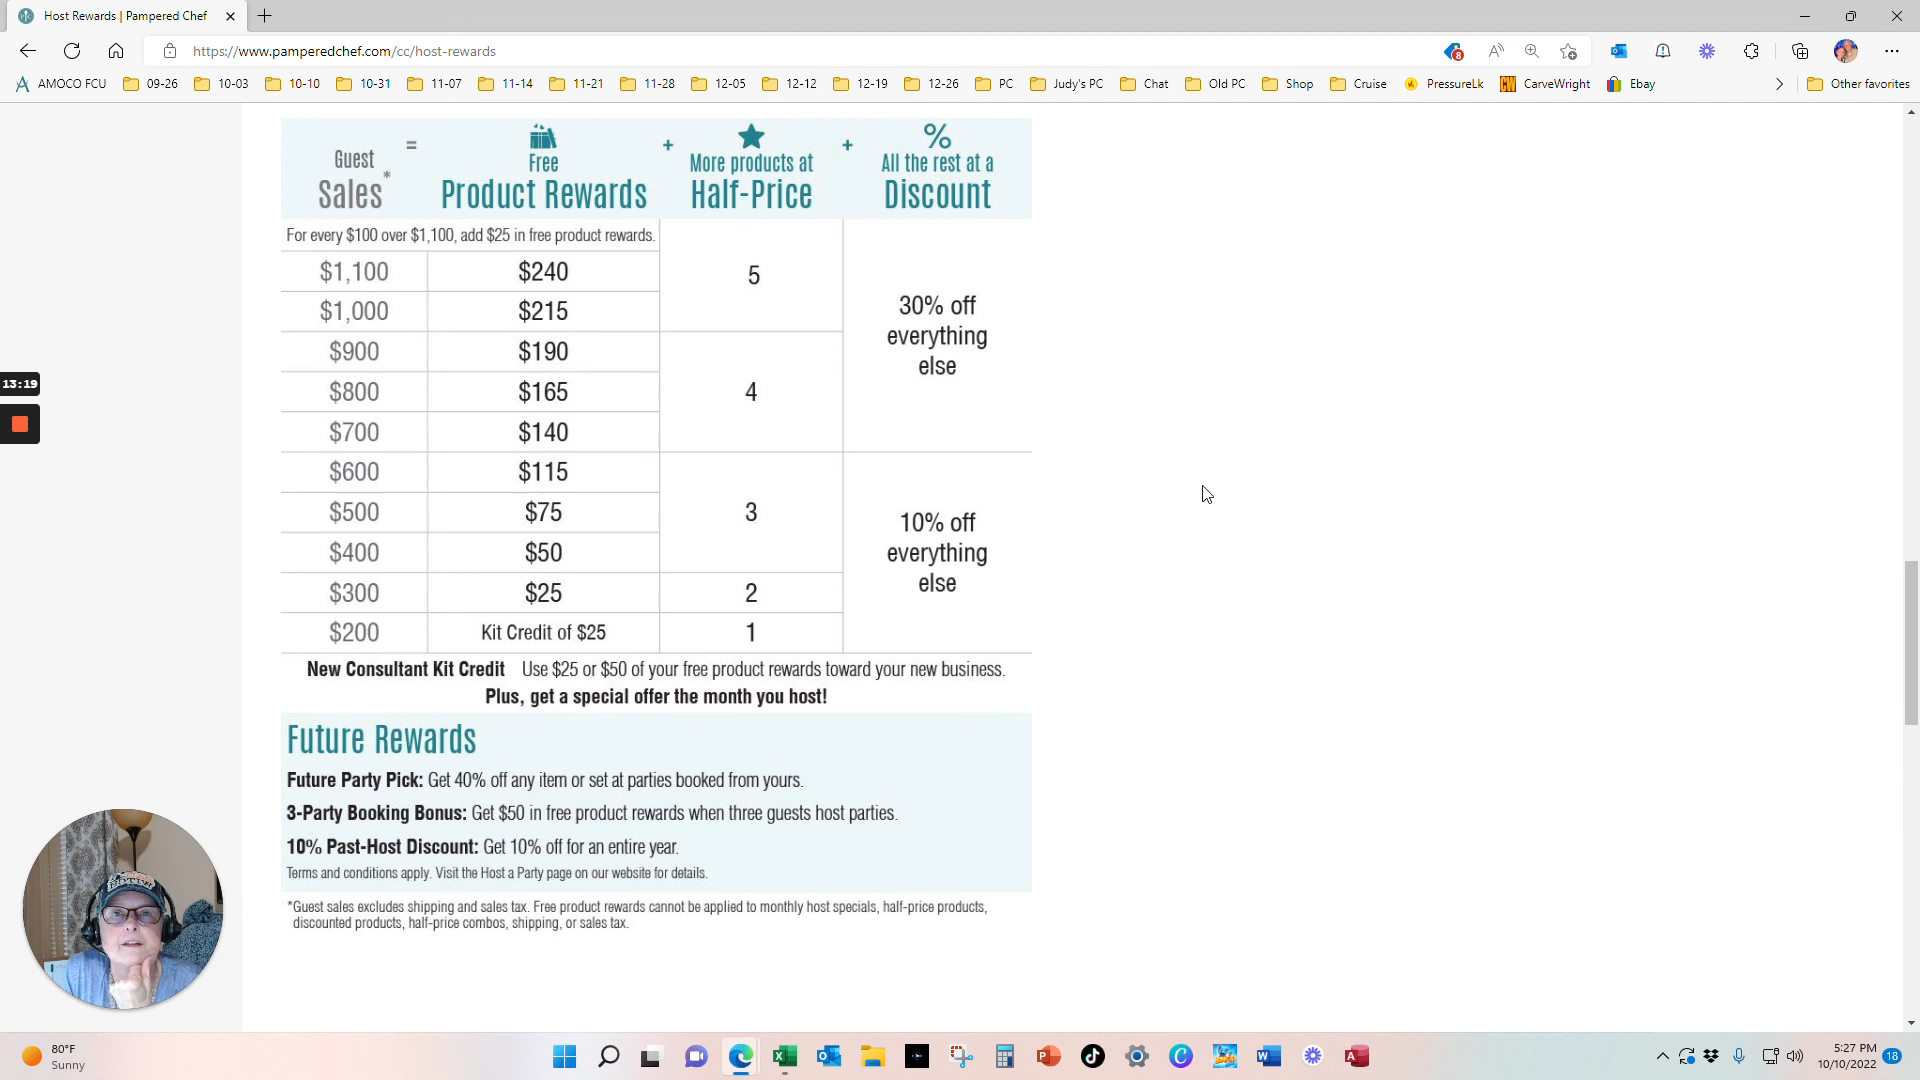 Host Rewards | Pampered Chef
https://www.pamperedchef.com/cc/host-rewards
8
AMOCO FCU 09-26 10-03 10-10 10-31 11-07 11-14 11-21 11-28 12-05 12-12 12-19 12-26 PC Judy's PC Chat Old PC Shop Cruise PressureLk CarveWright Ebay Other favorites
Guest Sales* = Free Product Rewards + More products at Half-Price + % All the rest at a Discount
For every $100 over $1,100, add $25 in free product rewards.
$1,100 $240 5
$1,000 $215
30% off everything else
$900 $190
$800 $165 4
$700 $140
$600 $115
$500 $75 3
10% off everything else
$400 $50
$300 $25 2
$200 Kit Credit of $25 1
New Consultant Kit Credit Use $25 or $50 of your free product rewards toward your new business.
Plus, get a special offer the month you host!
Future Rewards
Future Party Pick: Get 40% off any item or set at parties booked from yours.
3-Party Booking Bonus: Get $50 in free product rewards when three guests host parties.
10% Past-Host Discount: Get 10% off for an entire year.
Terms and conditions apply. Visit the Host a Party page on our website for details.
*Guest sales excludes shipping and sales tax. Free product rewards cannot be applied to monthly host specials, half-price products,
discounted products, half-price combos, shipping, or sales tax.
13:19
80°F
Sunny
5:27 PM
10/10/2022
18